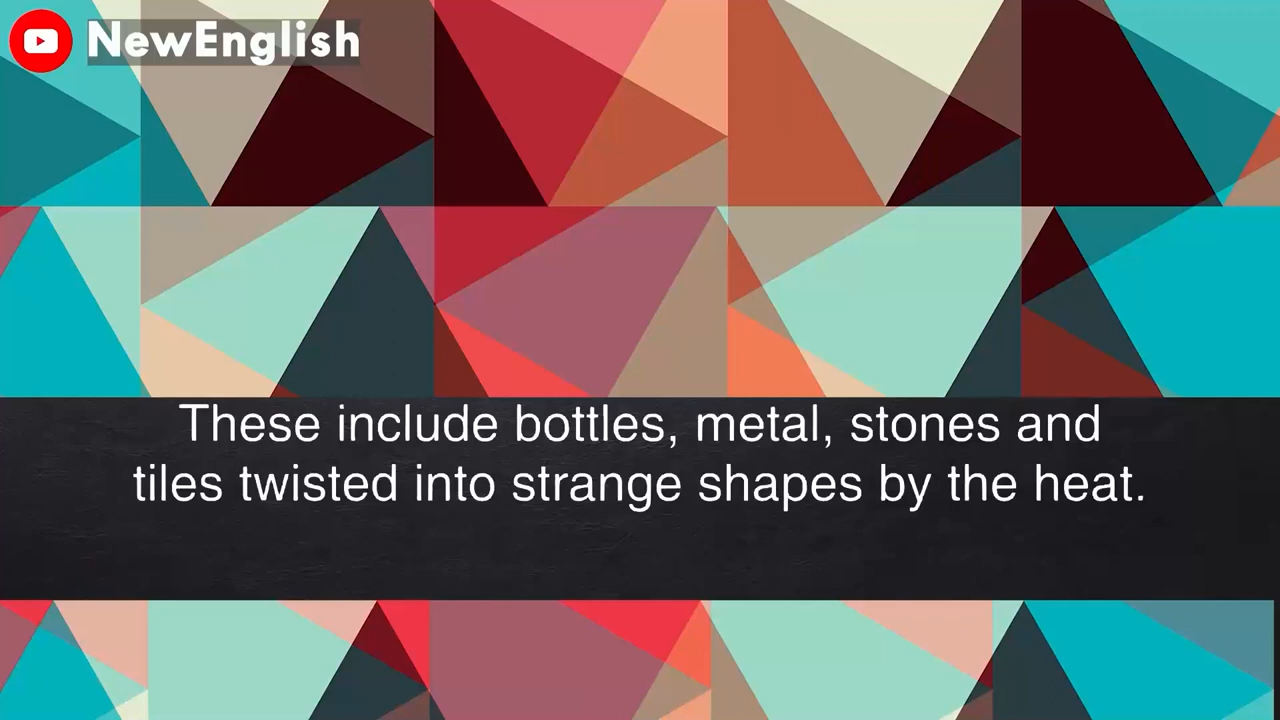 NewEnglish
These include bottles, metal, stones and
tiles twisted into strange shapes by the heat.